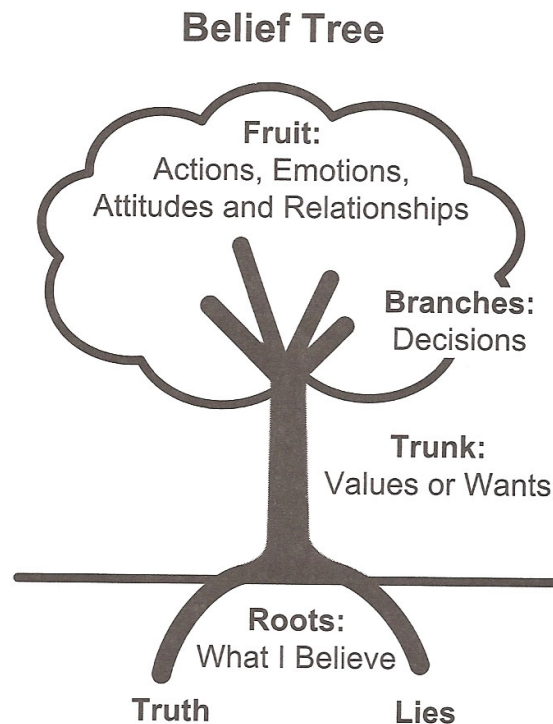 Belief Tree
Fruit:
Actions, Emotions,
Attitudes and Relationships
Branches:
Decisions
Trunk:
Values or Wants
Roots:
What I Believe
Truth
Lies